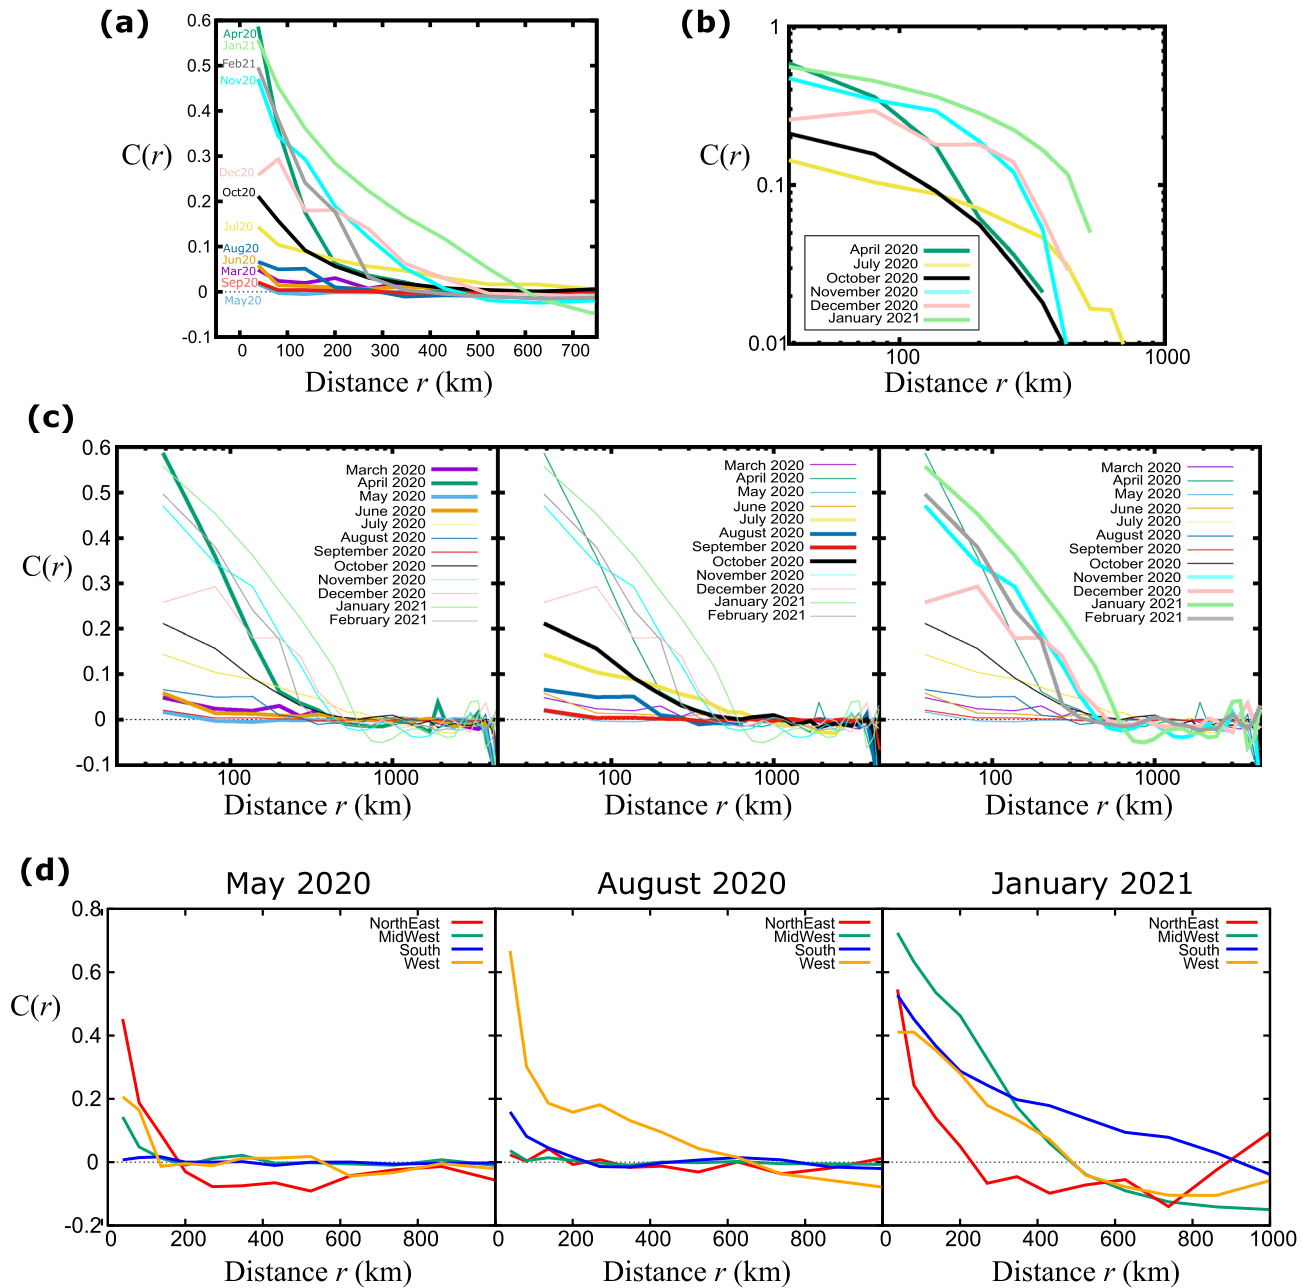 (a)
0.6
0.5
0.4
0.3
0.2
0.1
0
-0.1
C(r)
Apr20
Jan21
Feb21
Nov20
Dec20
Oct20
Jul20
Aug20
Jun20
Mar20
Sep20
May20
0 100 200 300 400 500 600 700
Distance r (km)
(b)
1
0.1
0.01
C(r)
April 2020
July 2020
October 2020
November 2020
December 2020
January 2021
100 1000
Distance r (km)
(c)
0.6
0.5
0.4
0.3
0.2
0.1
0
-0.1
C(r)
March 2020
April 2020
May 2020
June 2020
July 2020
August 2020
September 2020
October 2020
November 2020
December 2020
January 2021
February 2021
100 1000
Distance r (km)
March 2020
April 2020
May 2020
June 2020
July 2020
August 2020
September 2020
October 2020
November 2020
December 2020
January 2021
February 2021
100 1000
Distance r (km)
March 2020
April 2020
May 2020
June 2020
July 2020
August 2020
September 2020
October 2020
November 2020
December 2020
January 2021
February 2021
100 1000
Distance r (km)
(d)
May 2020
0.8
0.6
0.4
0.2
0
-0.2
C(r)
NorthEast
MidWest
South
West
0 200 400 600 800
Distance r (km)
August 2020
NorthEast
MidWest
South
West
0 200 400 600 800
Distance r (km)
January 2021
NorthEast
MidWest
South
West
0 200 400 600 800 1000
Distance r (km)